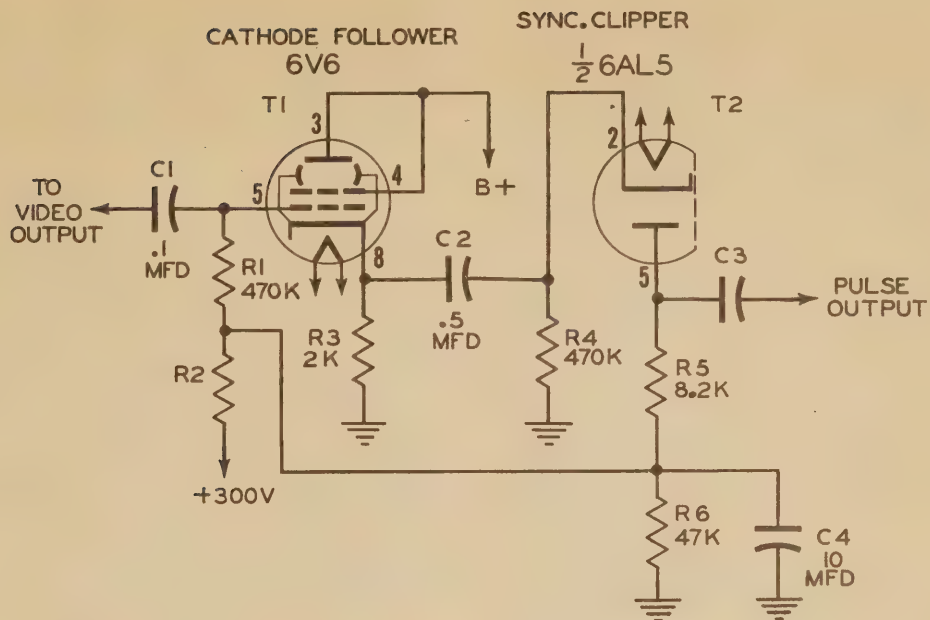 CATHODE FOLLOWER
6V6
SYNC. CLIPPER
1/2 6AL5
T1
T2
3
4
5
8
B+
2
5
C1
.1
MFD
TO
VIDEO
OUTPUT
R1
470K
R2
+300V
R3
2K
C2
.5
MFD
R4
470K
C3
PULSE
OUTPUT
R5
8.2K
R6
47K
C4
10
MFD